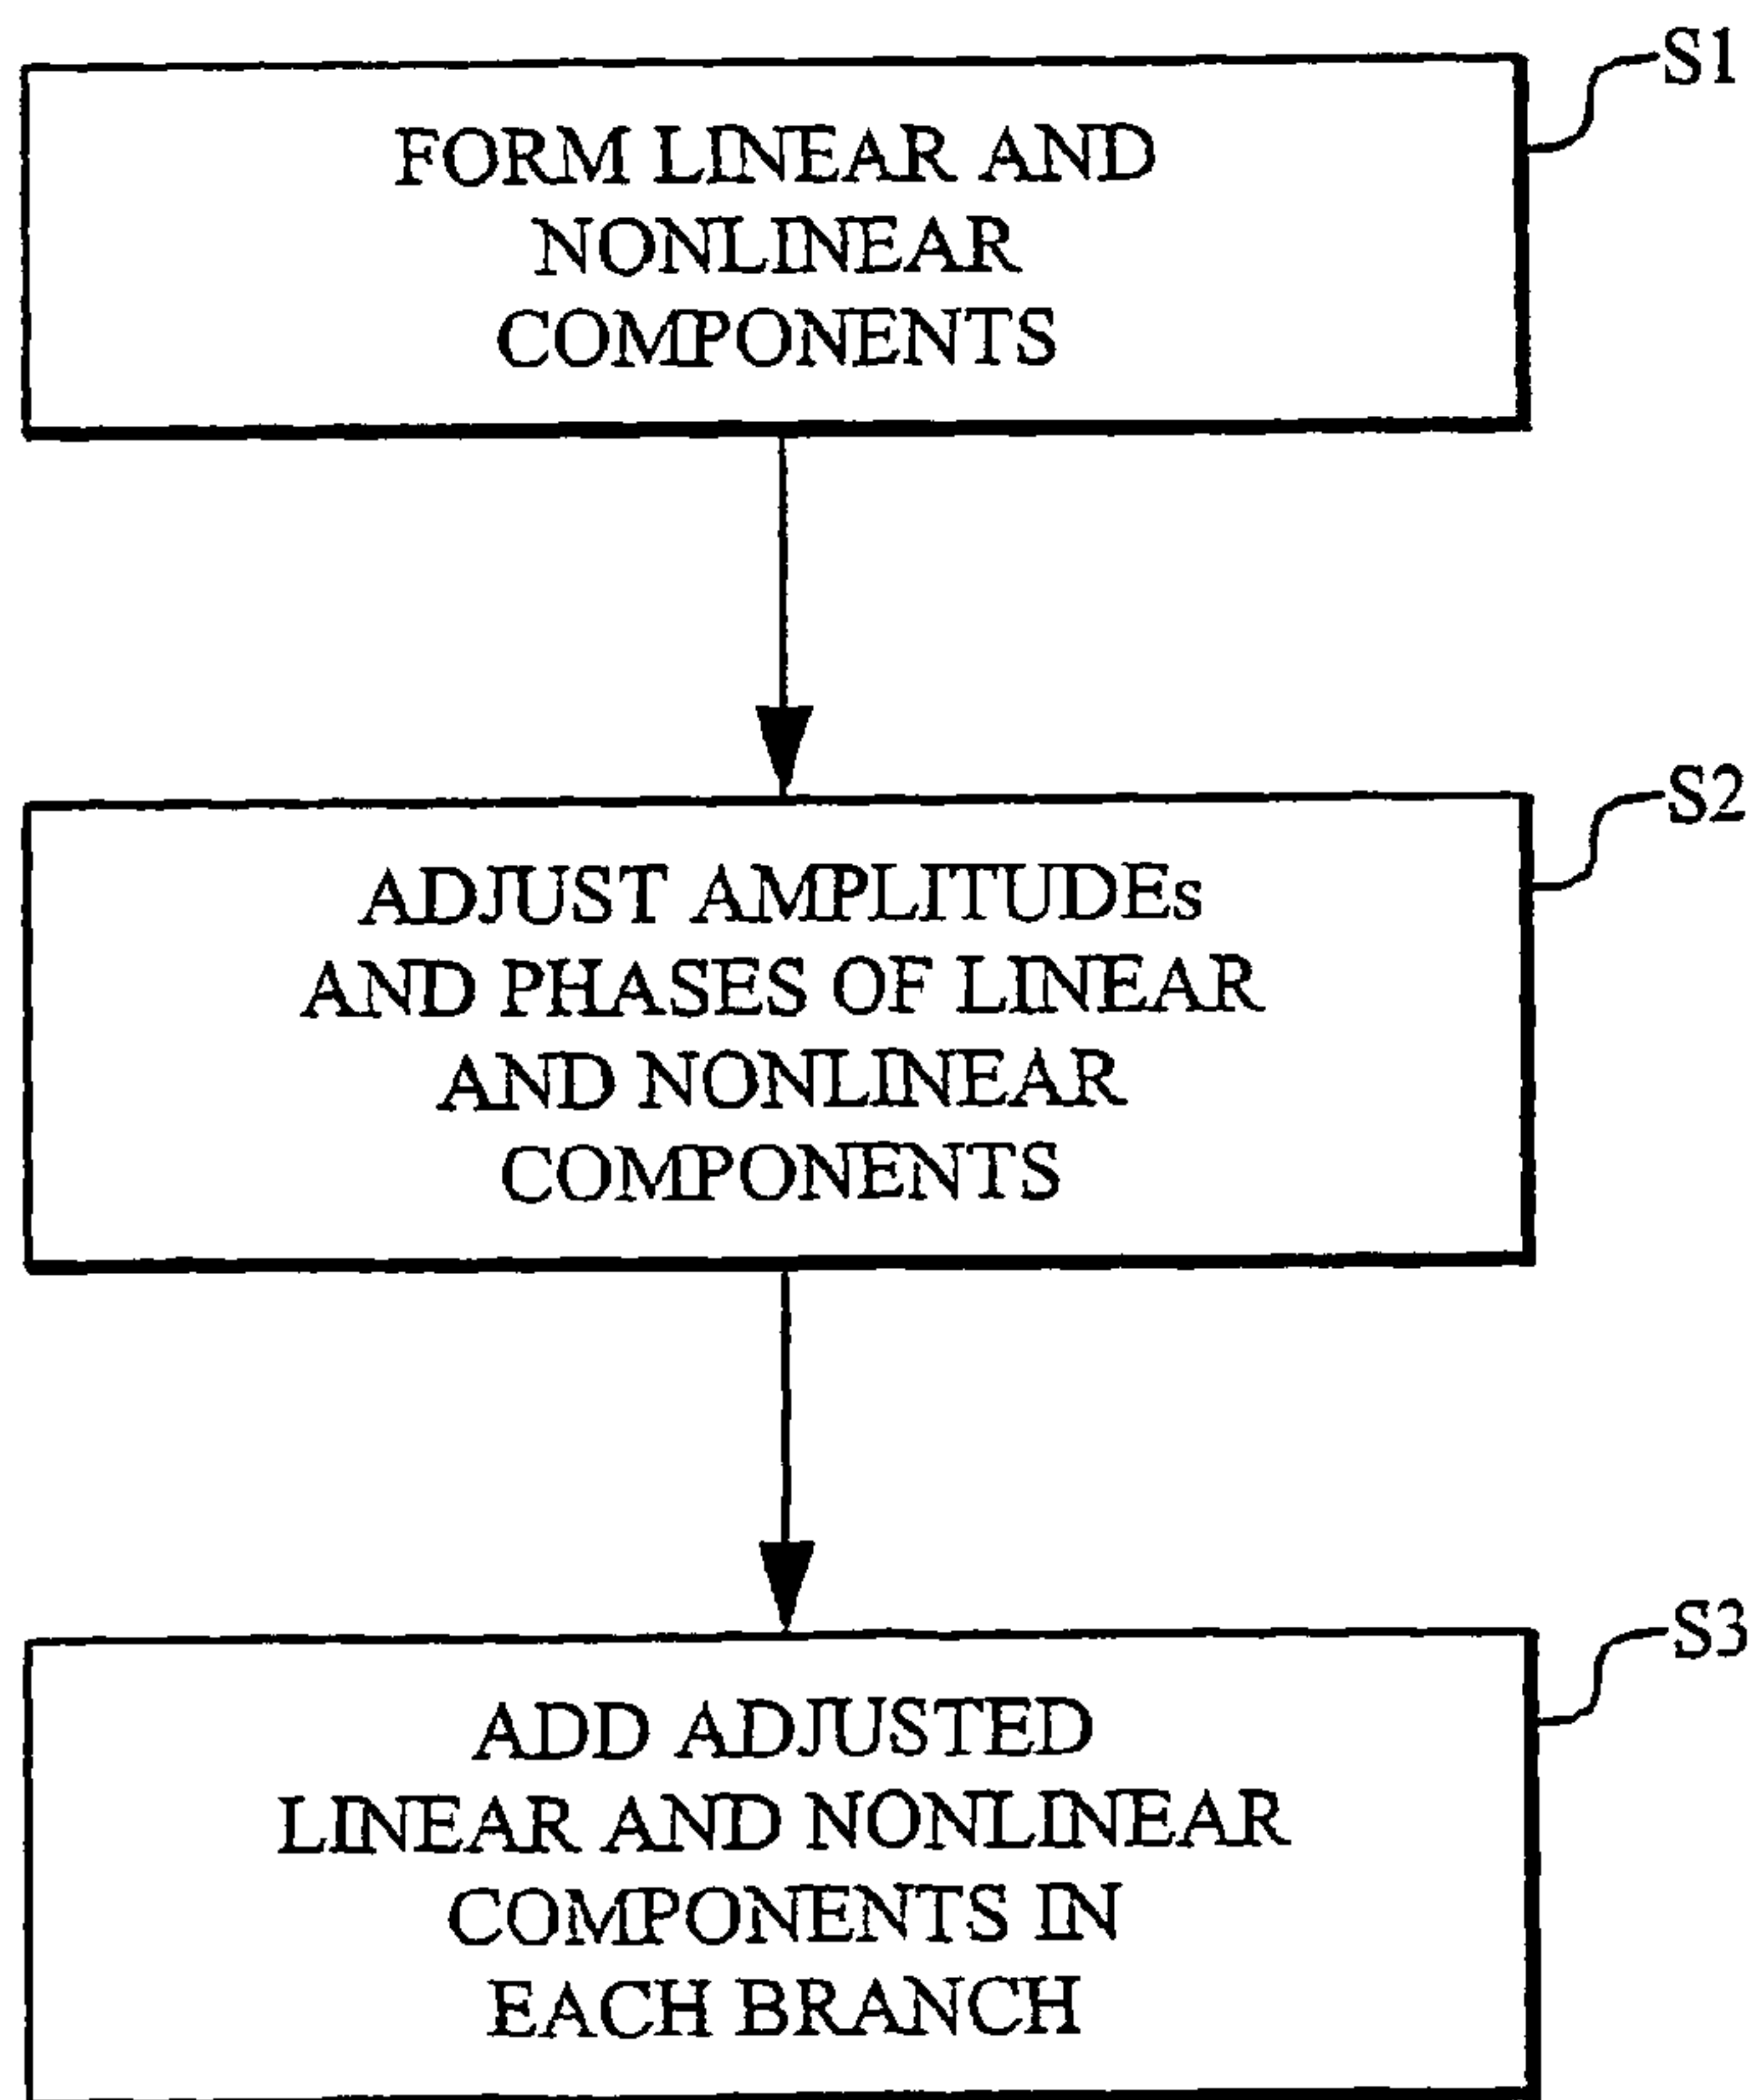 S1
FORM LINEAR AND
NONLINEAR
COMPONENTS
S2
ADJUST AMPLITUDEs
AND PHASES OF LINEAR
AND NONLINEAR
COMPONENTS
S3
ADD ADJUSTED
LINEAR AND NONLINEAR
COMPONENTS IN
EACH BRANCH